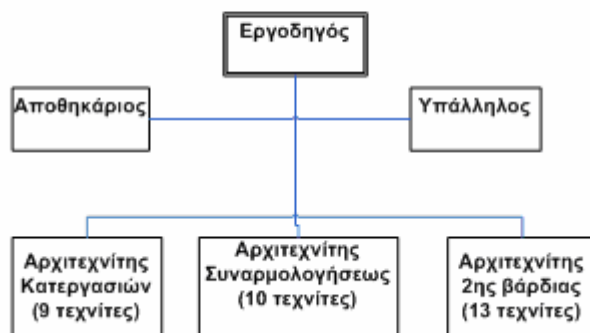 Εργοδηγός
Αποθηκάριος
Υπάλληλος
Αρχιτεχνίτης
Κατεργασιών
(9 τεχνίτες)
Αρχιτεχνίτης
Συναρμολογήσεως
(10 τεχνίτες)
Αρχιτεχνίτης
2ης βάρδιας
(13 τεχνίτες)